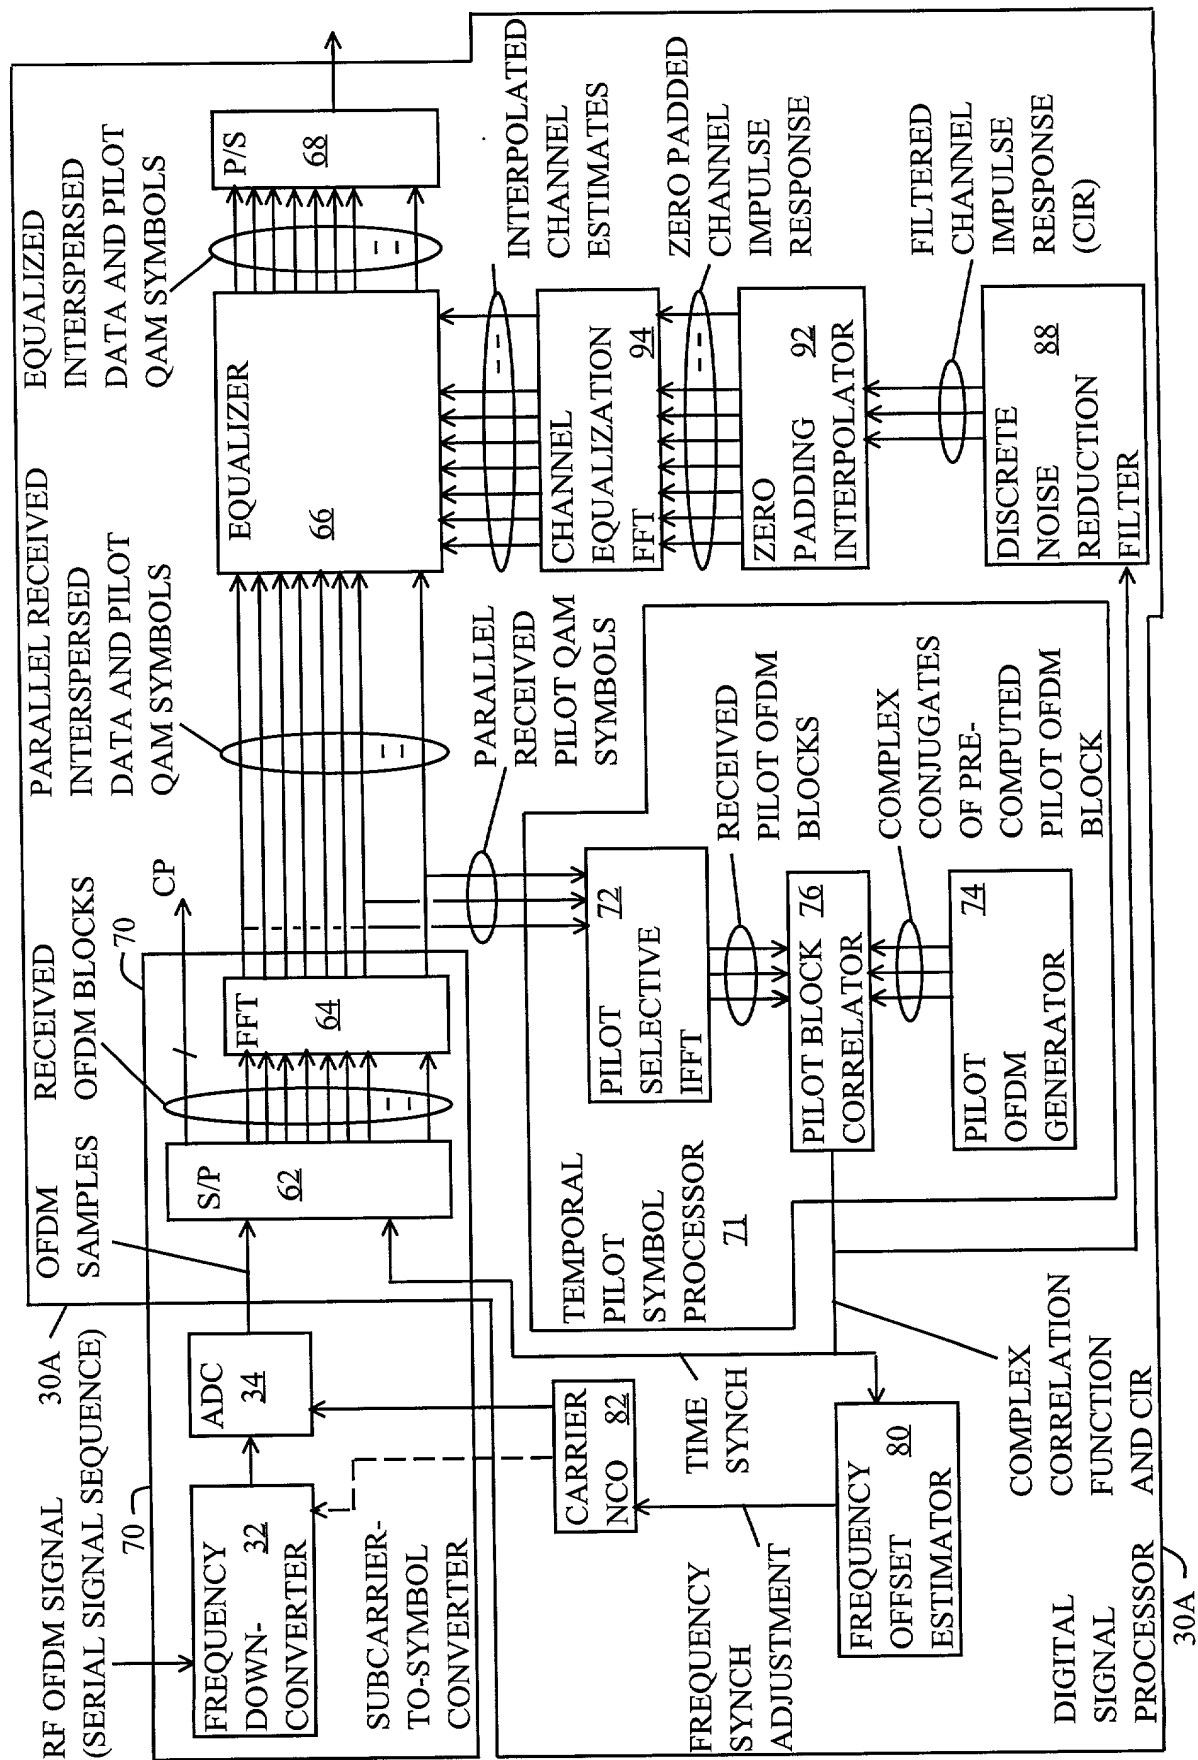 RF OFDM SIGNAL
(SERIAL SIGNAL SEQUENCE)
30A
70
FREQUENCY
DOWN- 32
CONVERTER
ADC
34
SUBCARRIER-
TO-SYMBOL
CONVERTER
OFDM
SAMPLES
S/P
62
RECEIVED
OFDM BLOCKS
70
CP
FFT
64
PARALLEL RECEIVED
INTERSPERSED
DATA AND PILOT
QAM SYMBOLS
EQUALIZER
66
EQUALIZED
INTERSPERSED
DATA AND PILOT
QAM SYMBOLS
P/S
68
PARALLEL
RECEIVED
PILOT QAM
SYMBOLS
INTERPOLATED
CHANNEL
ESTIMATES
CHANNEL
EQUALIZATION
FFT 94
ZERO PADDED
CHANNEL
IMPULSE
RESPONSE
ZERO
PADDING 92
INTERPOLATOR
FILTERED
CHANNEL
IMPULSE
RESPONSE
(CIR)
DISCRETE
NOISE 88
REDUCTION
FILTER
TEMPORAL
PILOT
SYMBOL
PROCESSOR
71
PILOT 72
SELECTIVE
IFFT
RECEIVED
PILOT OFDM
BLOCKS
PILOT BLOCK 76
CORRELATOR
COMPLEX
CONJUGATES
OF PRE-
COMPUTED
PILOT OFDM
BLOCK
PILOT 74
OFDM
GENERATOR
CARRIER
NCO 82
TIME
SYNCH
FREQUENCY
SYNCH
ADJUSTMENT
FREQUENCY
OFFSET 80
ESTIMATOR
COMPLEX
CORRELATION
FUNCTION
AND CIR
DIGITAL
SIGNAL
PROCESSOR
30A